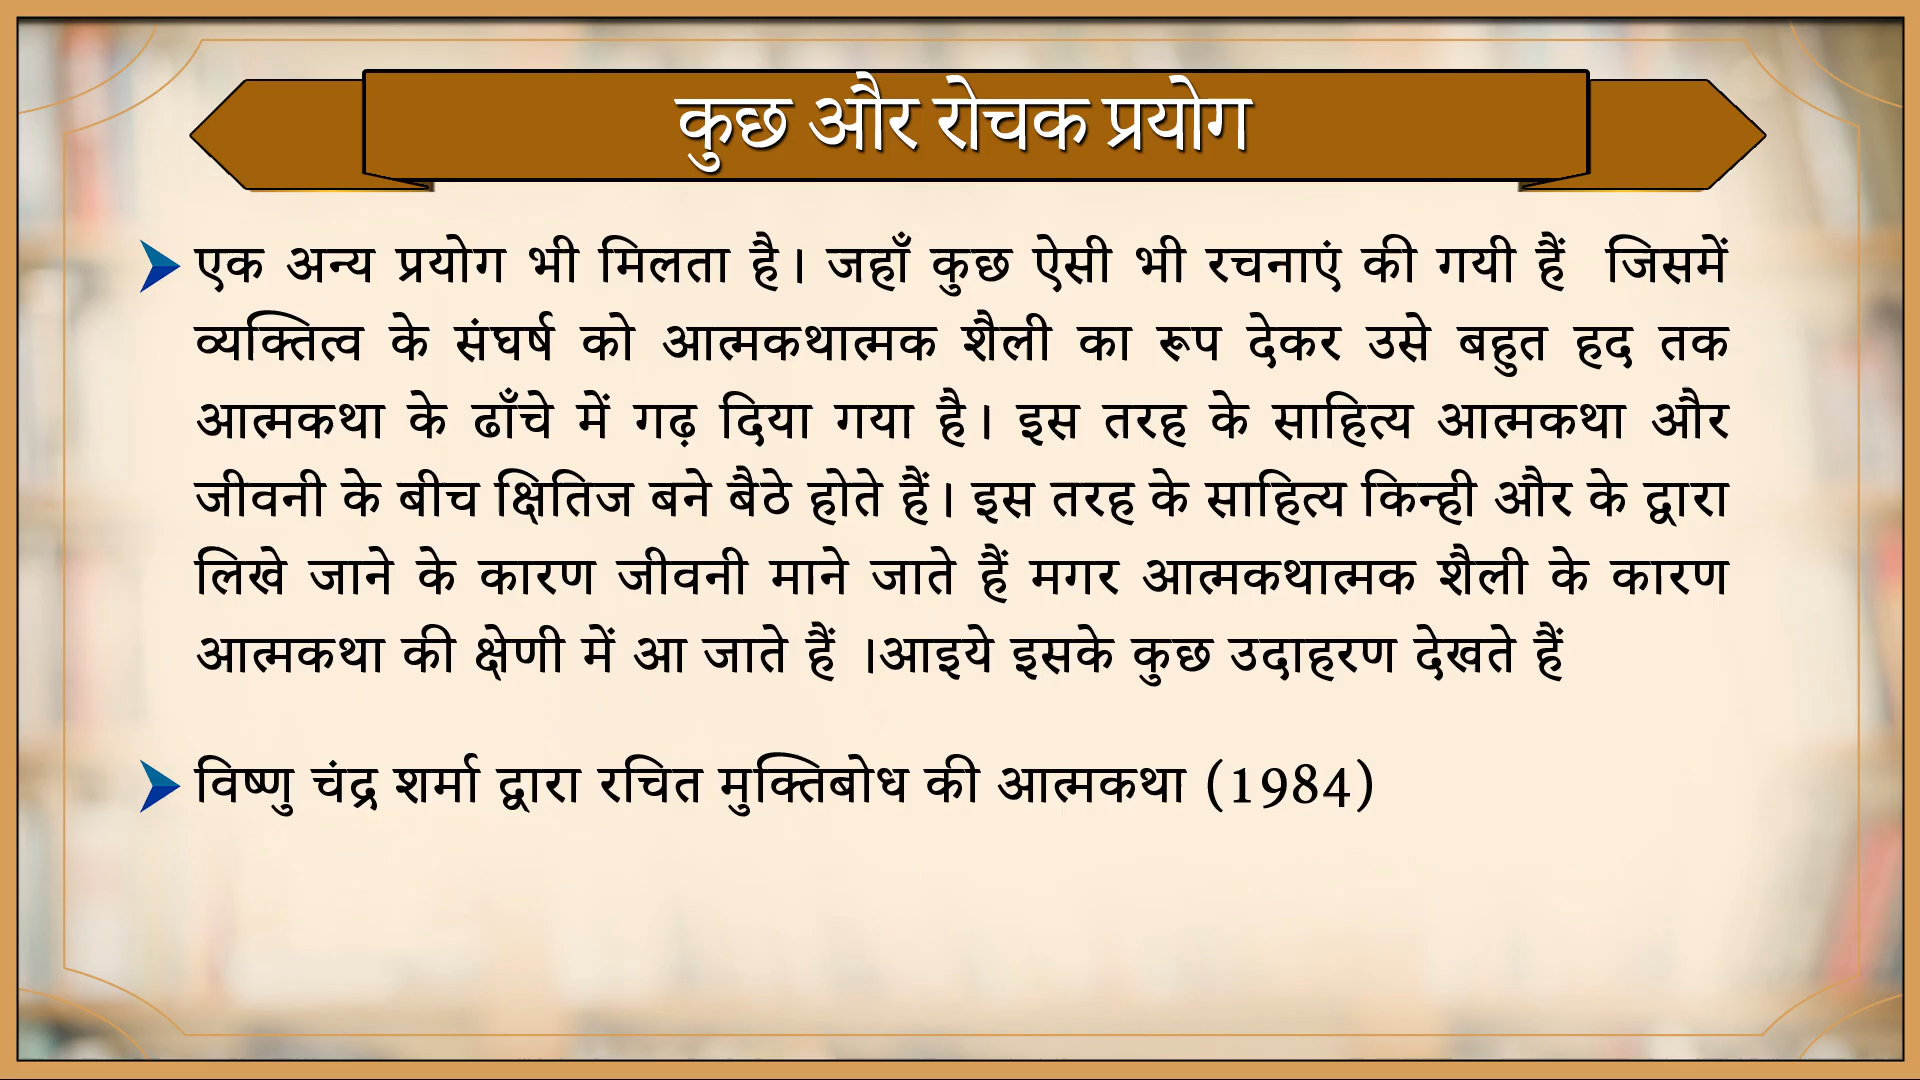 कुछ और रोचक प्रयोग
एक अन्य प्रयोग भी मिलता है। जहाँ कुछ ऐसी भी रचनाएं की गयी हैं जिसमें
व्यक्तित्व के संघर्ष को आत्मकथात्मक शैली का रूप देकर उसे बहुत हद तक
आत्मकथा के ढाँचे में गढ़ दिया गया है। इस तरह के साहित्य आत्मकथा और
जीवनी के बीच क्षितिज बने बैठे होते हैं। इस तरह के साहित्य किन्ही और के द्वारा
लिखे जाने के कारण जीवनी माने जाते हैं मगर आत्मकथात्मक शैली के कारण
आत्मकथा की क्षेणी में आ जाते हैं ।आइये इसके कुछ उदाहरण देखते हैं
विष्णु चंद्र शर्मा द्वारा रचित मुक्तिबोध की आत्मकथा (1984)